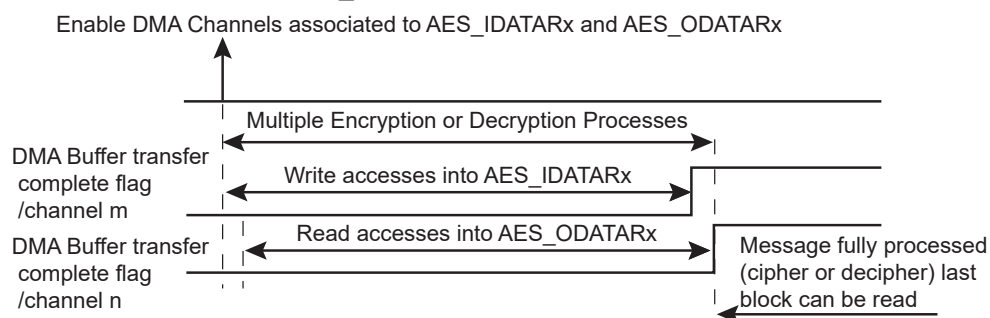 Enable DMA Channels associated to AES_IDATARx and AES_ODATARx
Multiple Encryption or Decryption Processes
DMA Buffer transfer
complete flag
/channel m
Write accesses into AES_IDATARx
DMA Buffer transfer
complete flag
/channel n
Read accesses into AES_ODATARx
Message fully processed
(cipher or decipher) last
block can be read